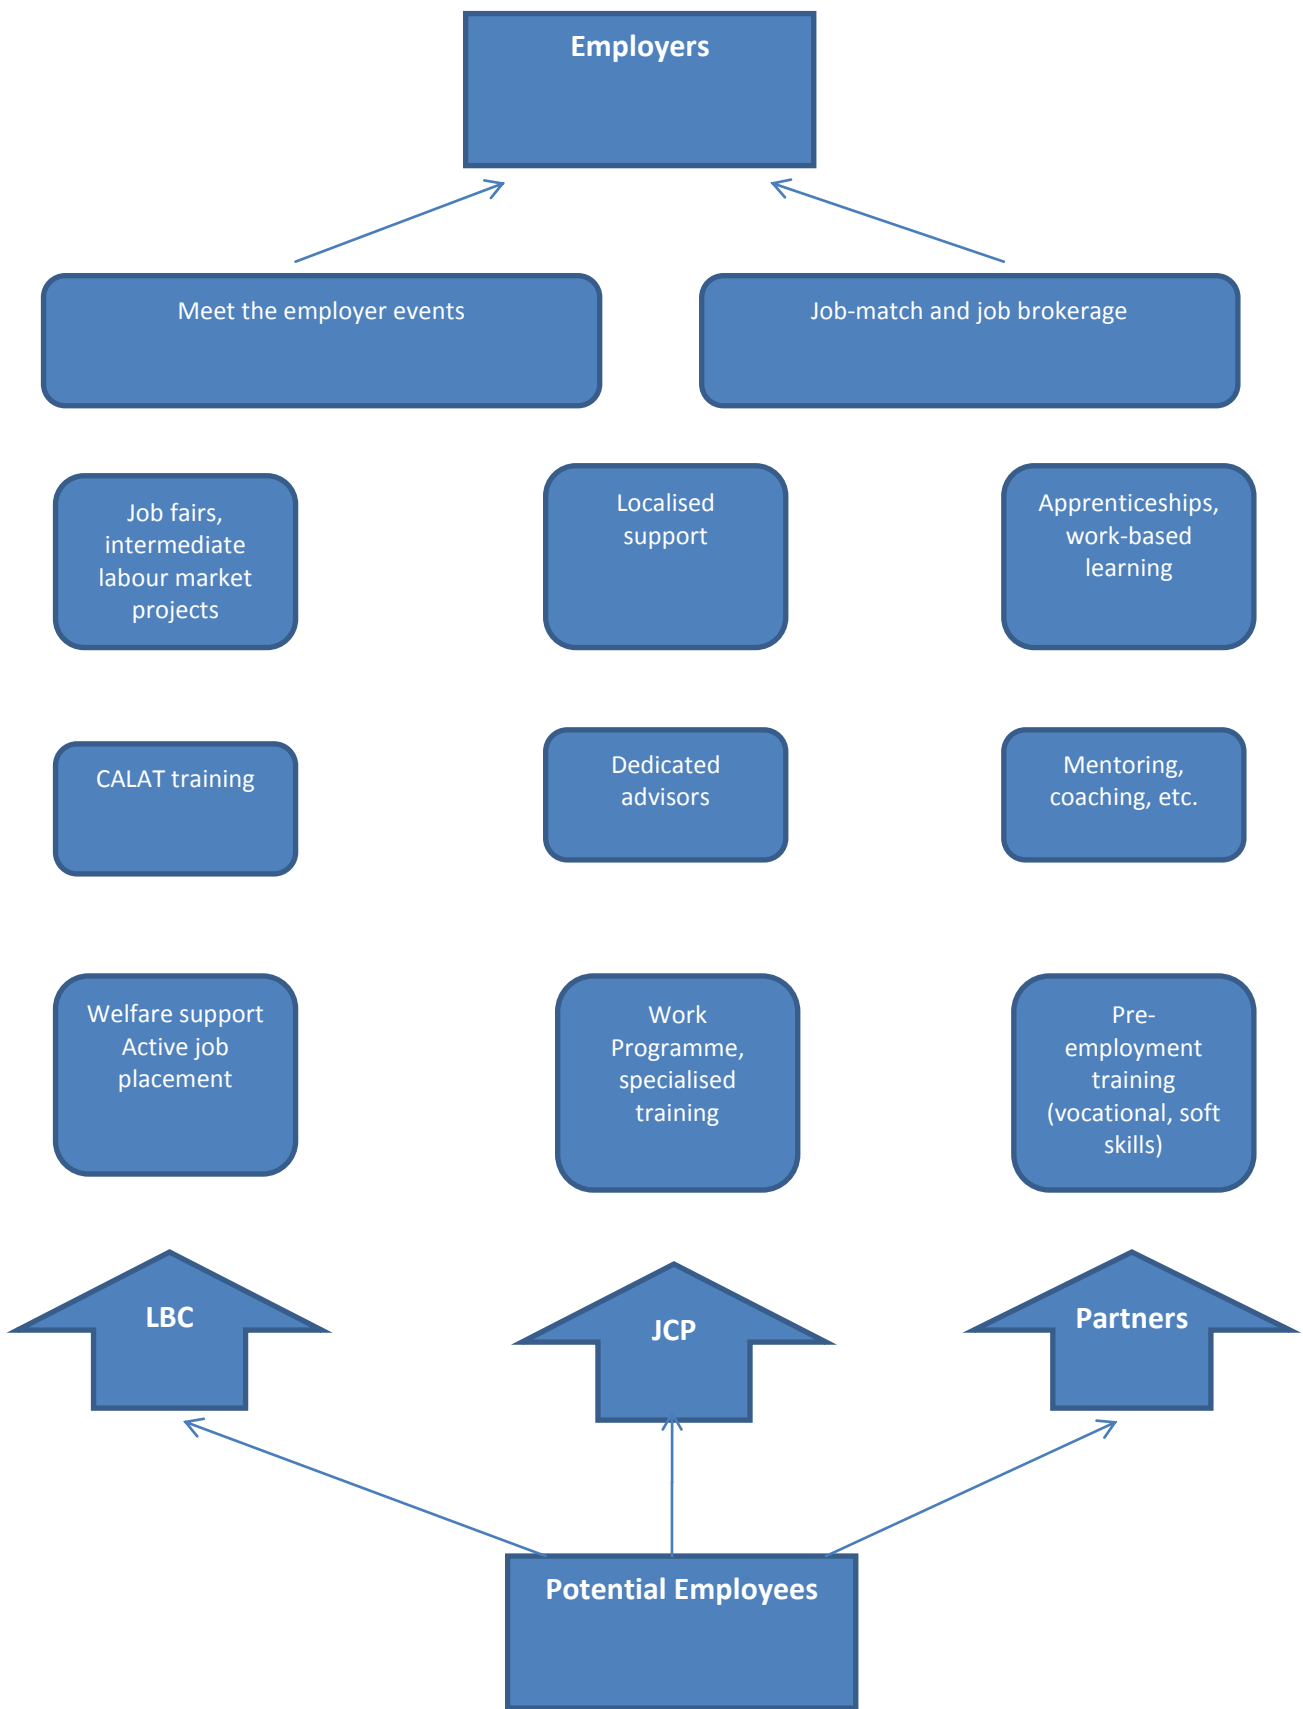 Employers
Meet the employer events
Job-match and job brokerage
Job fairs,
intermediate
labour market
projects
Localised
support
Apprenticeships,
work-based
learning
CALAT training
Dedicated
advisors
Mentoring,
coaching, etc.
Welfare support
Active job
placement
Work
Programme,
specialised
training
Pre-
employment
training
(vocational, soft
skills)
LBC
JCP
Partners
Potential Employees